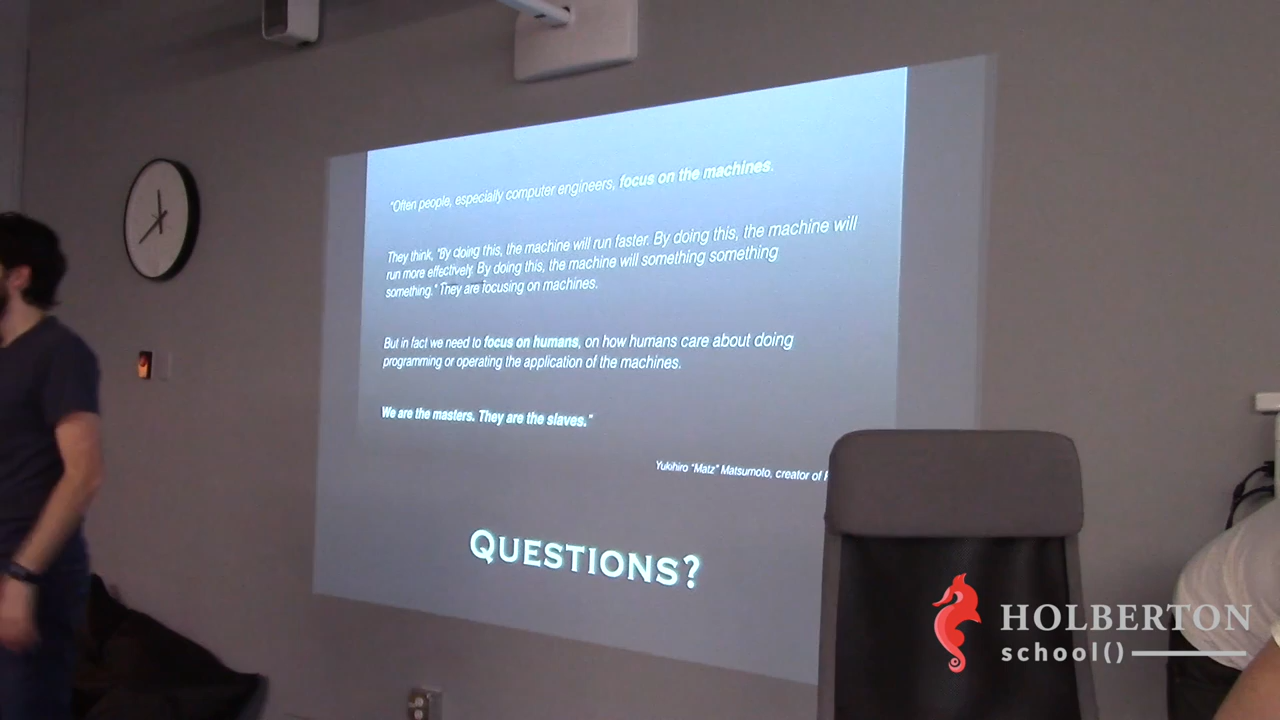 "Often people, especially computer engineers, focus on the machines.
They think, "By doing this, the machine will run faster. By doing this, the machine will
run more effectively. By doing this, the machine will something something
something." They are focusing on machines.
But in fact we need to focus on humans, on how humans care about doing
programming or operating the application of the machines.
We are the masters. They are the slaves."
Yukihiro "Matz" Matsumoto, creator of
QUESTIONS?
HOLBERTON
school()